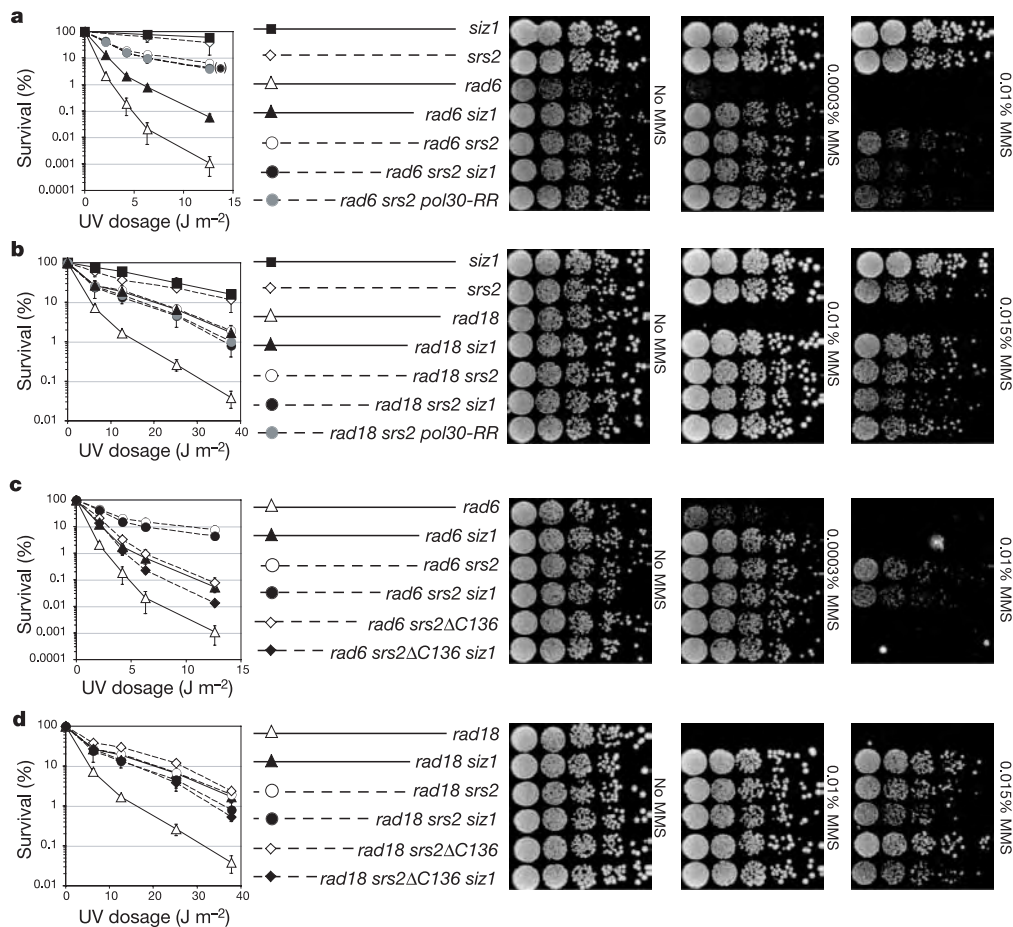 a
Survival (%)
100
10
1
0.1
0.01
0.001
0.0001
0 5 10 15
UV dosage (J m−2)
siz1
srs2
rad6
rad6 siz1
rad6 srs2
rad6 srs2 siz1
rad6 srs2 pol30-RR
No MMS
0.0003% MMS
0.01% MMS
b
Survival (%)
100
10
1
0.1
0.01
0 10 20 30 40
UV dosage (J m−2)
siz1
srs2
rad18
rad18 siz1
rad18 srs2
rad18 srs2 siz1
rad18 srs2 pol30-RR
No MMS
0.01% MMS
0.015% MMS
c
Survival (%)
100
10
1
0.1
0.01
0.001
0.0001
0 5 10 15
UV dosage (J m−2)
rad6
rad6 siz1
rad6 srs2
rad6 srs2 siz1
rad6 srs2ΔC136
rad6 srs2ΔC136 siz1
No MMS
0.0003% MMS
0.01% MMS
d
Survival (%)
100
10
1
0.1
0.01
0 10 20 30 40
UV dosage (J m−2)
rad18
rad18 siz1
rad18 srs2
rad18 srs2 siz1
rad18 srs2ΔC136
rad18 srs2ΔC136 siz1
No MMS
0.01% MMS
0.015% MMS